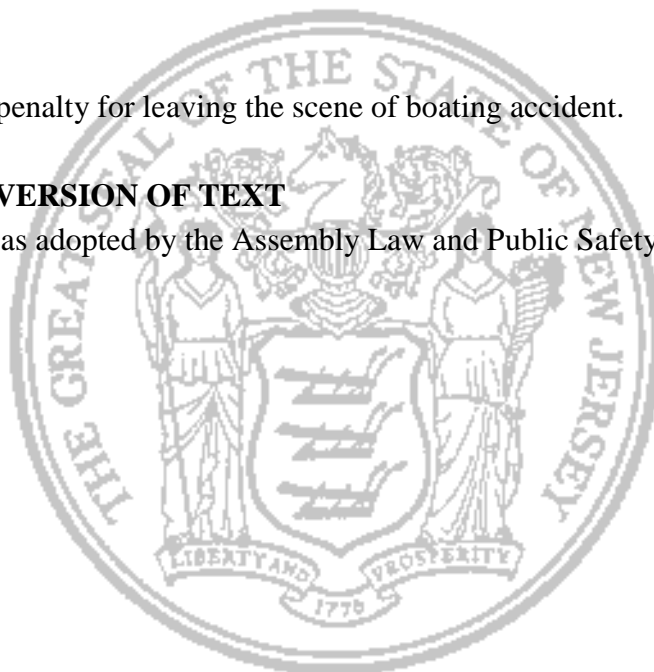 penalty for leaving the scene of boating accident.
VERSION OF TEXT
as adopted by the Assembly Law and Public Safety
THE GREAT SEAL OF THE STATE OF NEW JERSEY
LIBERTY AND PROSPERITY
1776